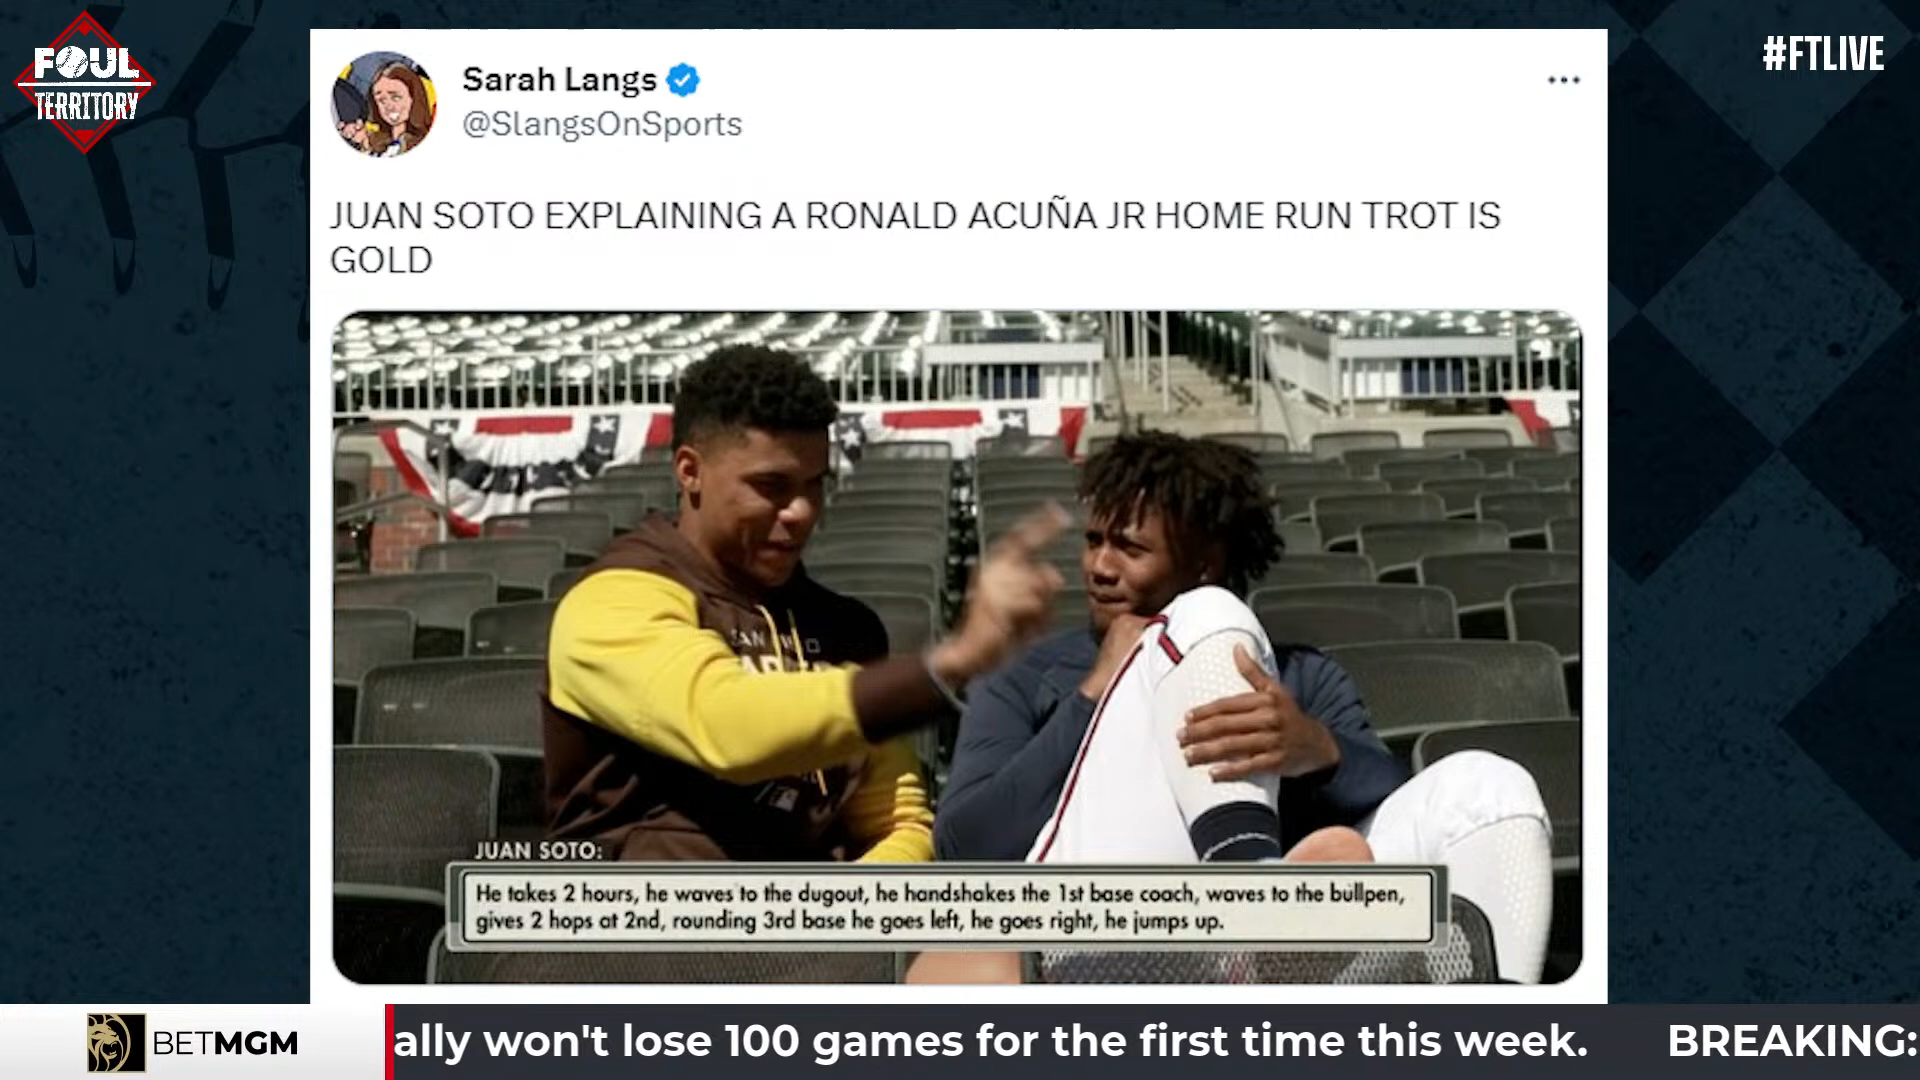 FOUL
TERRITORY
#FTLIVE
Sarah Langs
@SlangsOnSports
JUAN SOTO EXPLAINING A RONALD ACUÑA JR HOME RUN TROT IS
GOLD
JUAN SOTO:
He takes 2 hours, he waves to the dugout, he handshakes the 1st base coach, waves to the bullpen,
gives 2 hops at 2nd, rounding 3rd base he goes left, he goes right, he jumps up.
BETMGM
ally won't lose 100 games for the first time this week. BREAKING: